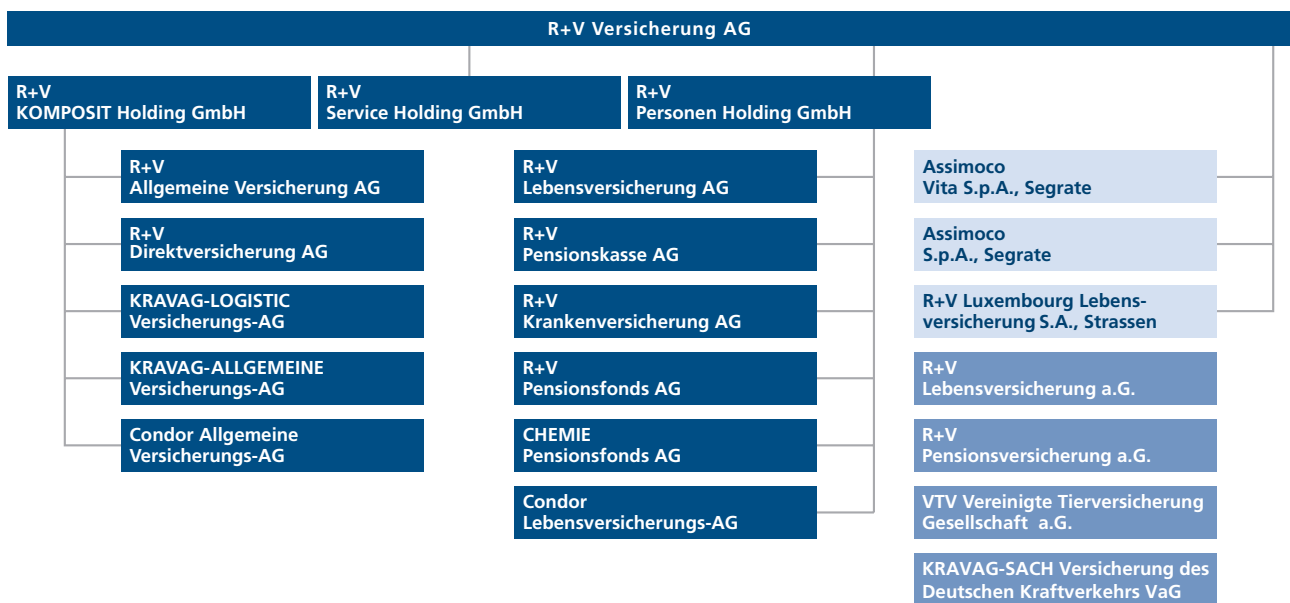 R+V Versicherung AG
R+V
KOMPOSIT Holding GmbH
R+V
Service Holding GmbH
R+V
Personen Holding GmbH
R+V
Allgemeine Versicherung AG
R+V
Direktversicherung AG
KRAVAG-LOGISTIC
Versicherungs-AG
KRAVAG-ALLGEMEINE
Versicherungs-AG
Condor Allgemeine
Versicherungs-AG
R+V
Lebensversicherung AG
R+V
Pensionskasse AG
R+V
Krankenversicherung AG
R+V
Pensionsfonds AG
CHEMIE
Pensionsfonds AG
Condor
Lebensversicherungs-AG
Assimoco
Vita S.p.A., Segrate
Assimoco
S.p.A., Segrate
R+V Luxembourg Lebens-
versicherung S.A., Strassen
R+V
Lebensversicherung a.G.
R+V
Pensionsversicherung a.G.
VTV Vereinigte Tierversicherung
Gesellschaft a.G.
KRAVAG-SACH Versicherung des
Deutschen Kraftverkehrs VaG